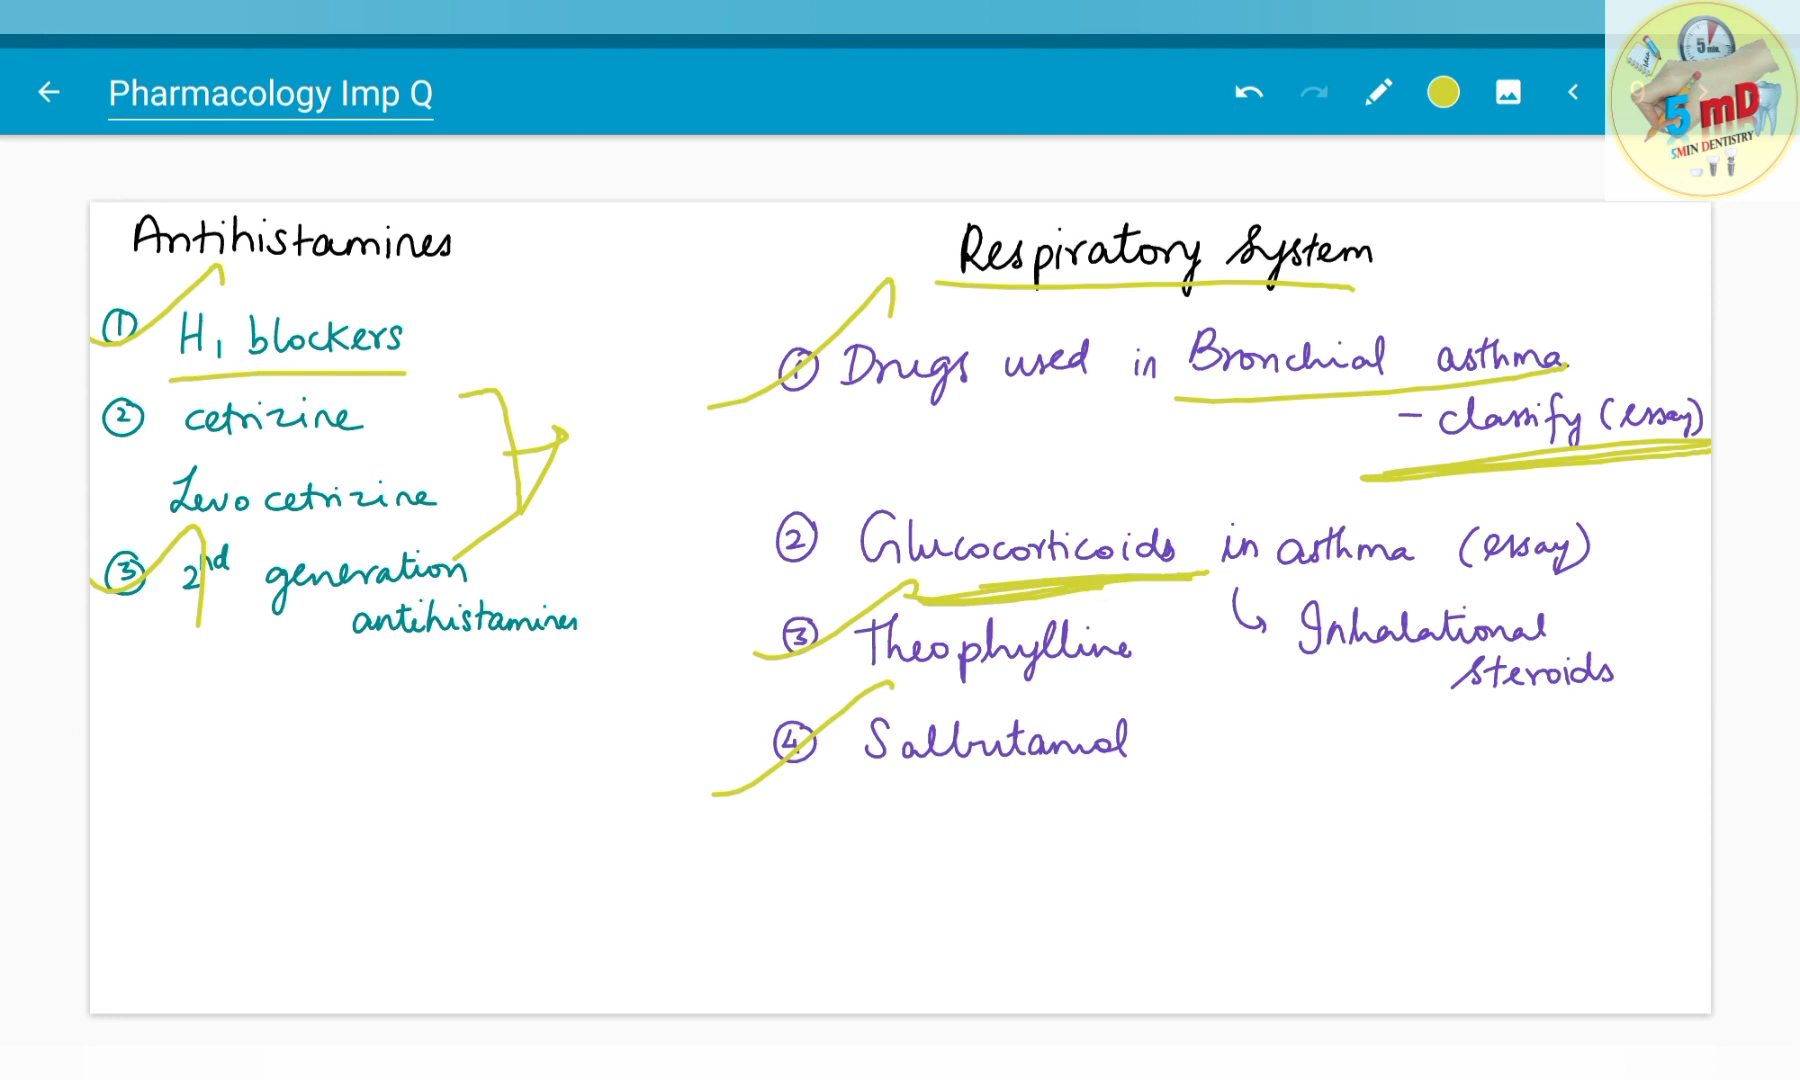 Pharmacology Imp Q
5 min.
5 mD
5MIN DENTISTRY
Antihistamines
① H1 blockers
② cetrizine
Levo cetrizine
③ 2nd generation
antihistamines
Respiratory System
① Drugs used in Bronchial asthma
- classify (essay)
② Glucocorticoids in asthma (essay)
↳ Inhalational
steroids
③ Theophylline
④ Salbutamol